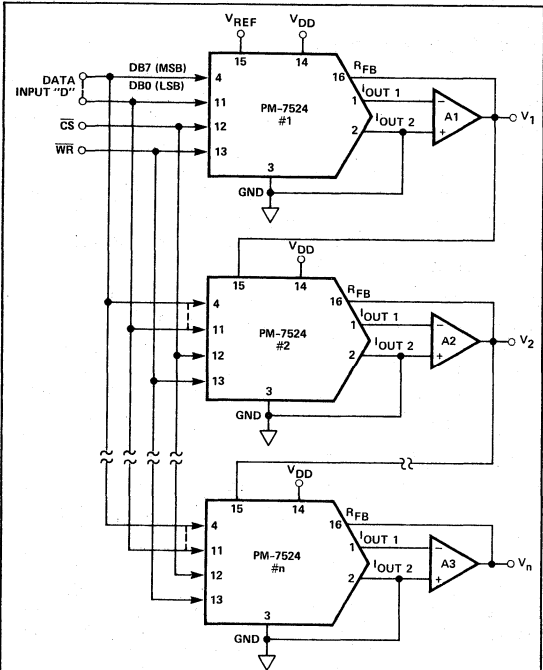 VREF
VDD
DATA INPUT "D"
DB7 (MSB)
DB0 (LSB)
CS
WR
4
11
12
13
15
14
PM-7524
#1
16
RFB
1
IOUT 1
2
IOUT 2
3
GND
−
+
A1
V1
VDD
15
14
4
11
12
13
PM-7524
#2
16
RFB
1
IOUT 1
2
IOUT 2
3
GND
−
+
A2
V2
VDD
15
14
4
11
12
13
PM-7524
#n
16
RFB
1
IOUT 1
2
IOUT 2
3
GND
−
+
A3
Vn